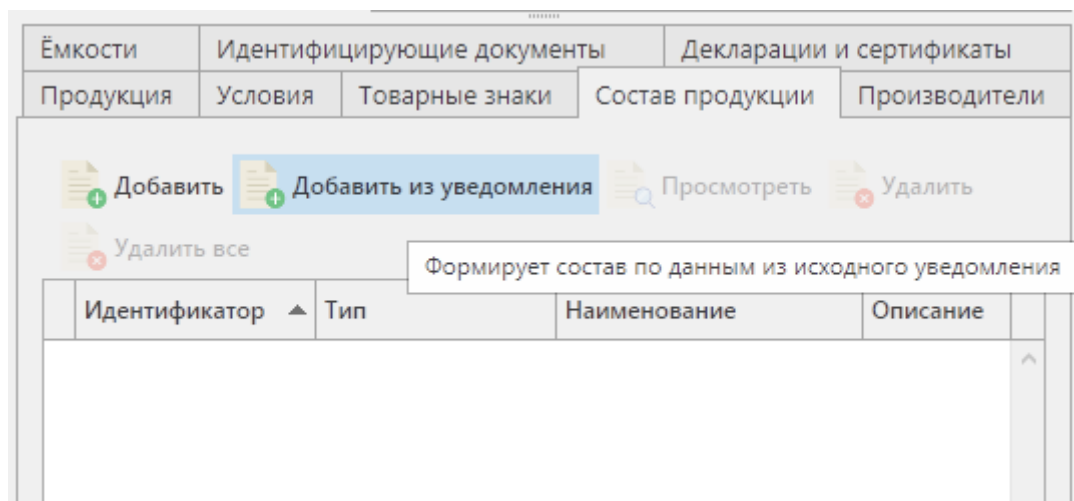 Ёмкости Идентифицирующие документы Декларации и сертификаты
Продукция Условия Товарные знаки Состав продукции Производители
Добавить Добавить из уведомления Просмотреть Удалить
Удалить все
Формирует состав по данным из исходного уведомления
Идентификатор Тип Наименование Описание